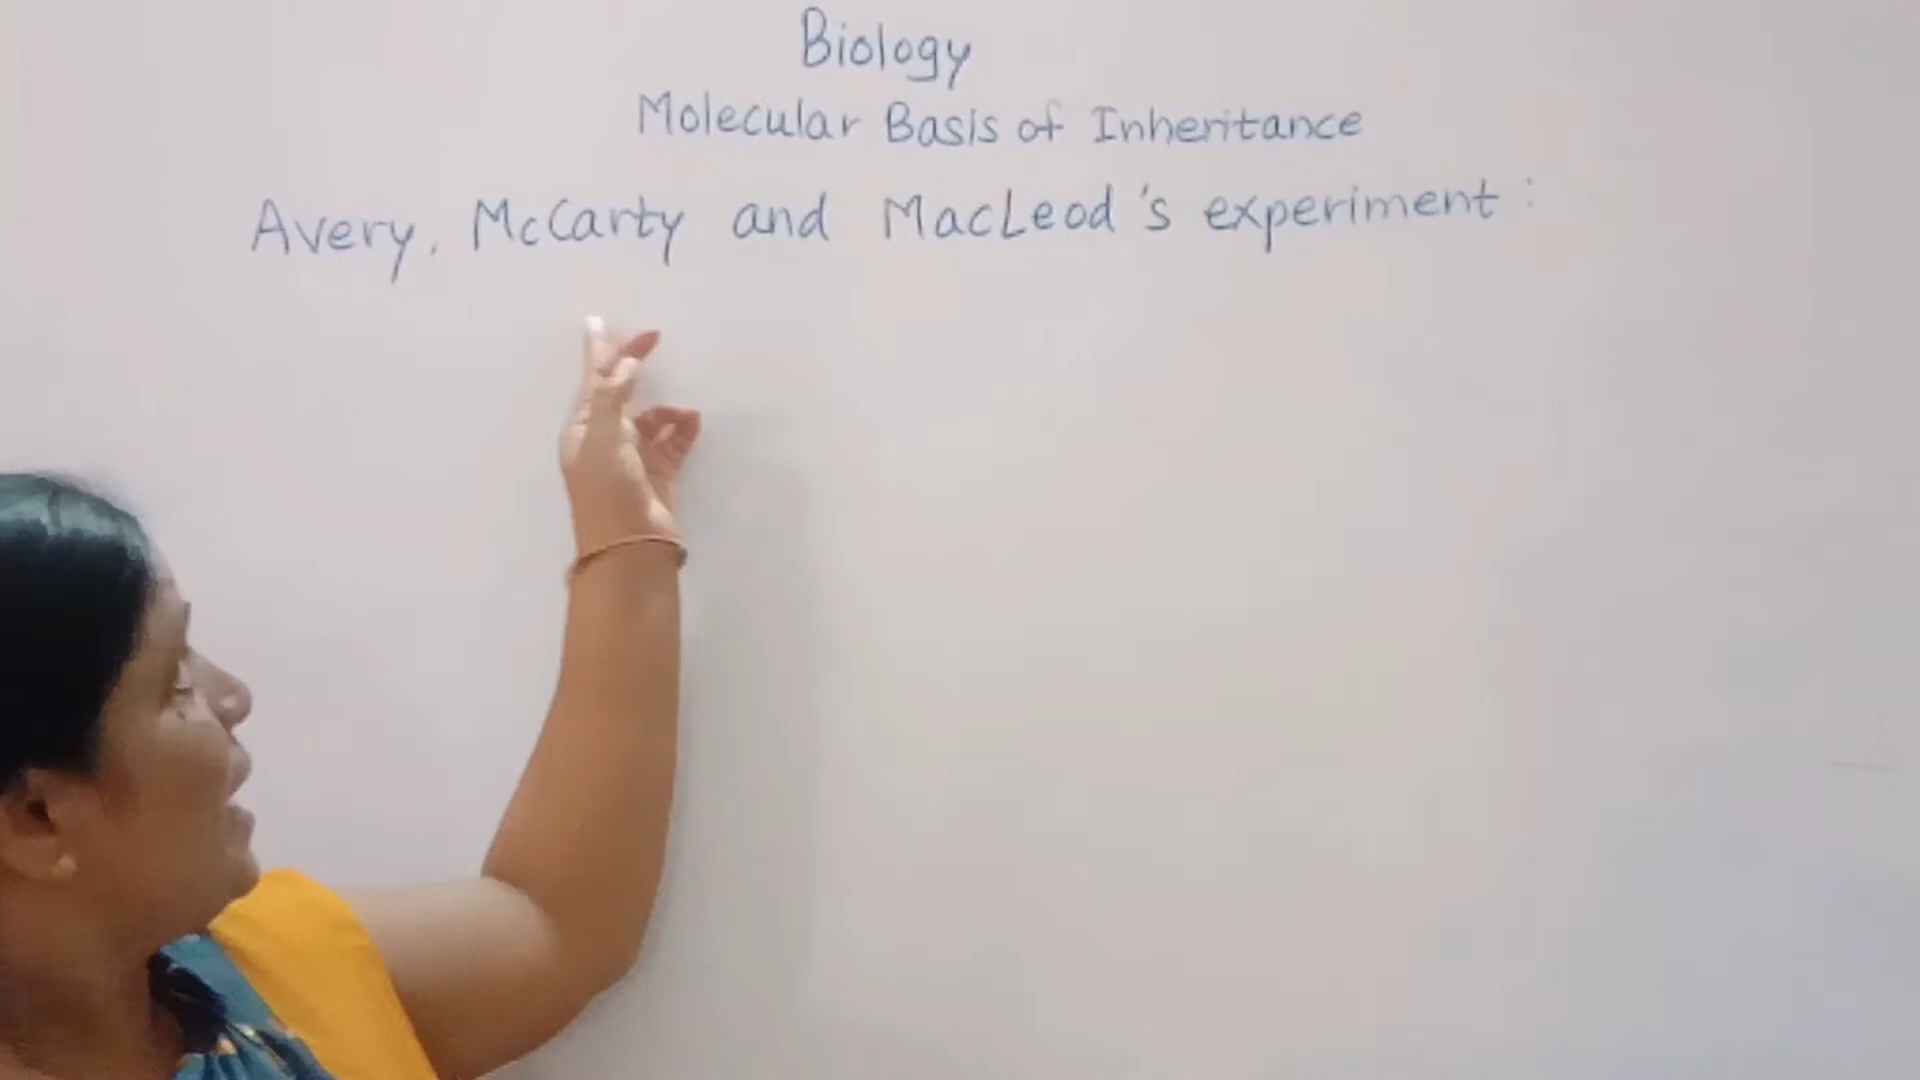 Biology
Molecular Basis of Inheritance
Avery, McCarty and MacLeod's experiment: